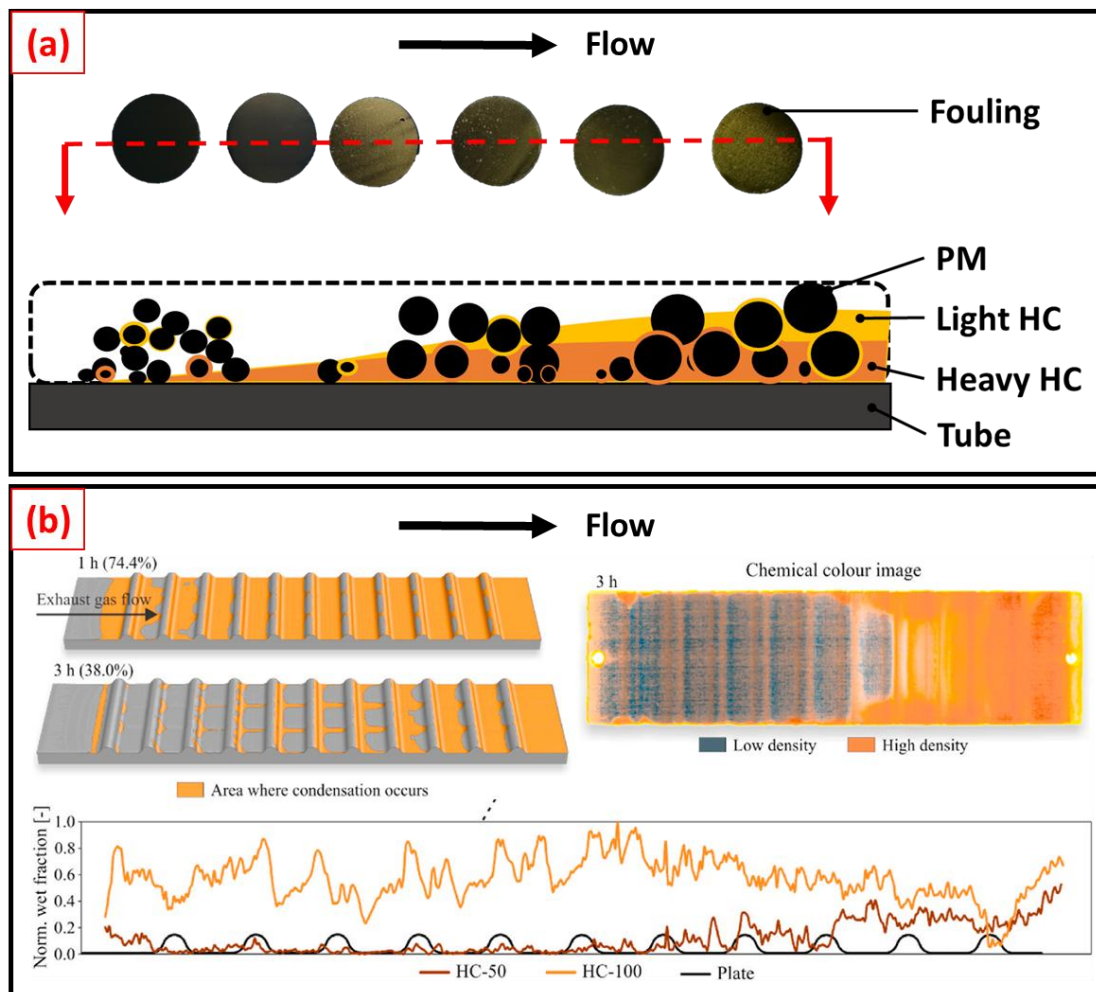 (a)
Flow
Fouling
PM
Light HC
Heavy HC
Tube
(b)
Flow
1 h (74.4%)
Exhaust gas flow
3 h (38.0%)
Area where condensation occurs
Chemical colour image
3 h
Low density
High density
Norm. wet fraction [-]
1.0
0.8
0.6
0.4
0.2
0.0
HC-50
HC-100
Plate